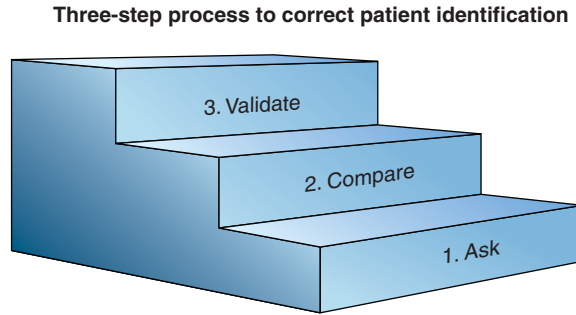 Three-step process to correct patient identification
3. Validate
2. Compare
1. Ask